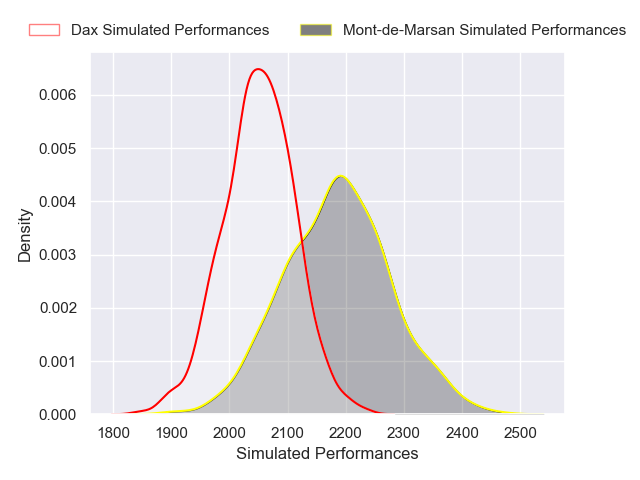 Dax Simulated Performances
Mont-de-Marsan Simulated Performances
0.006
0.005
0.004
0.003
0.002
0.001
0.000
Density
1800 1900 2000 2100 2200 2300 2400 2500
Simulated Performances